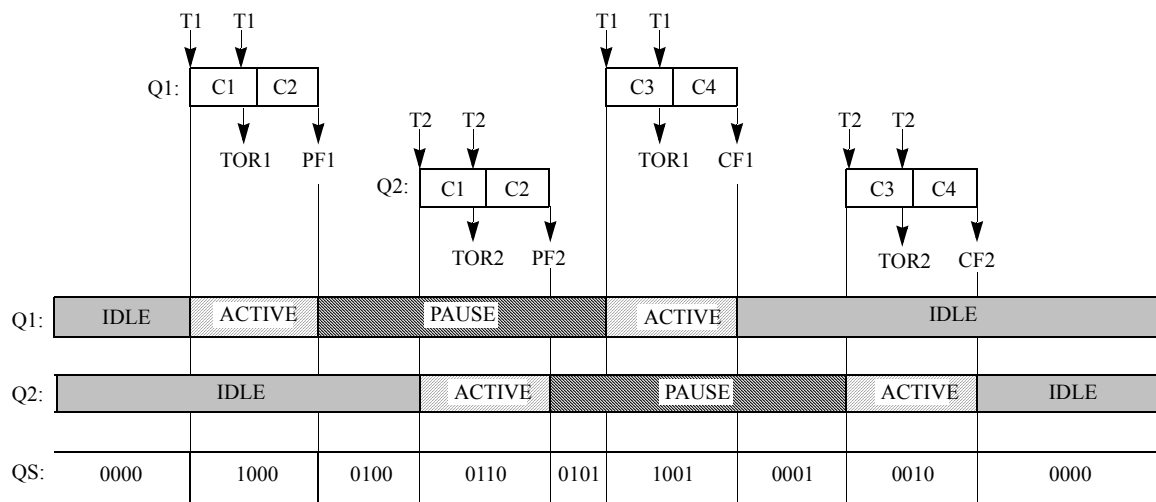 T1 T1 T1 T1
Q1: C1 C2 C3 C4
T2 T2 T2 T2
TOR1 PF1 TOR1 CF1
Q2: C1 C2 C3 C4
TOR2 PF2 TOR2 CF2
Q1: IDLE ACTIVE PAUSE ACTIVE IDLE
Q2: IDLE ACTIVE PAUSE ACTIVE IDLE
QS: 0000 1000 0100 0110 0101 1001 0001 0010 0000